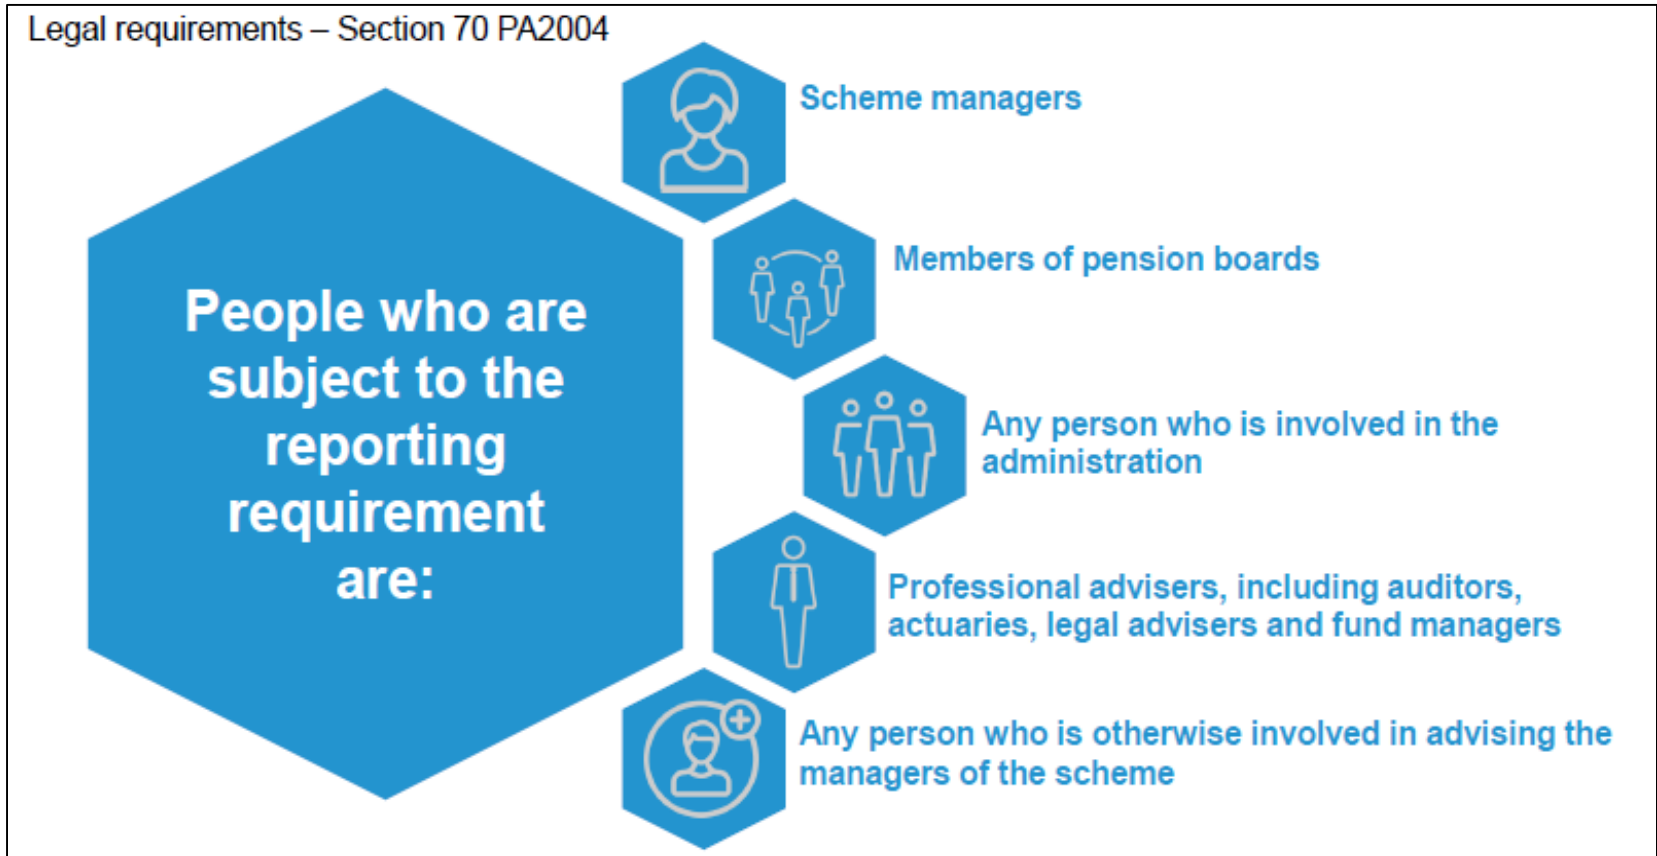 Legal requirements – Section 70 PA2004
People who are
subject to the
reporting
requirement
are:
Scheme managers
Members of pension boards
Any person who is involved in the
administration
Professional advisers, including auditors,
actuaries, legal advisers and fund managers
Any person who is otherwise involved in advising the
managers of the scheme